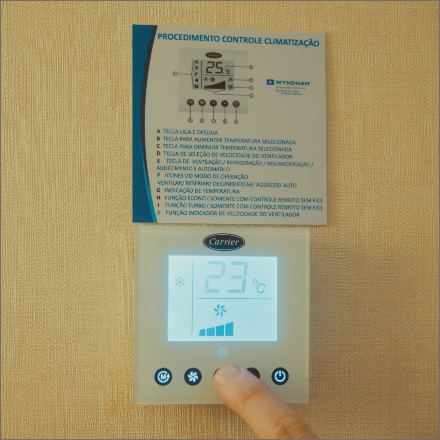 PROCEDIMENTO CONTROLE CLIMATIZAÇÃO
25.°C
WYNDHAM
A TECLA LIGA E DESLIGA
B TECLA PARA AUMENTAR TEMPERATURA SELECIONADA
C TECLA PARA DIMINUIR TEMPERATURA SELECIONADA
D TECLA DE SELEÇÃO DE VELOCIDADE DO VENTILADOR
E TECLA DE VENTILAÇÃO / REFRIGERAÇÃO / DESUMIDIFICAÇÃO /
AQUECIMENTO E AUTOMÁTICO
F ÍCONES DO MODO DE OPERAÇÃO
VENTILAR/ RESFRIAR/ DESUMIDIFICAR/ AQUECER/ AUTO
G INDICAÇÃO DE TEMPERATURA
H FUNÇÃO ECONO ( SOMENTE COM CONTROLE REMOTO SEM FIO)
I FUNÇÃO TURBO ( SOMENTE COM CONTROLE REMOTO SEM FIO)
J FUNÇÃO INDICADOR DE VELOCIDADE DO VENTILADOR
Carrier
23 °C
M